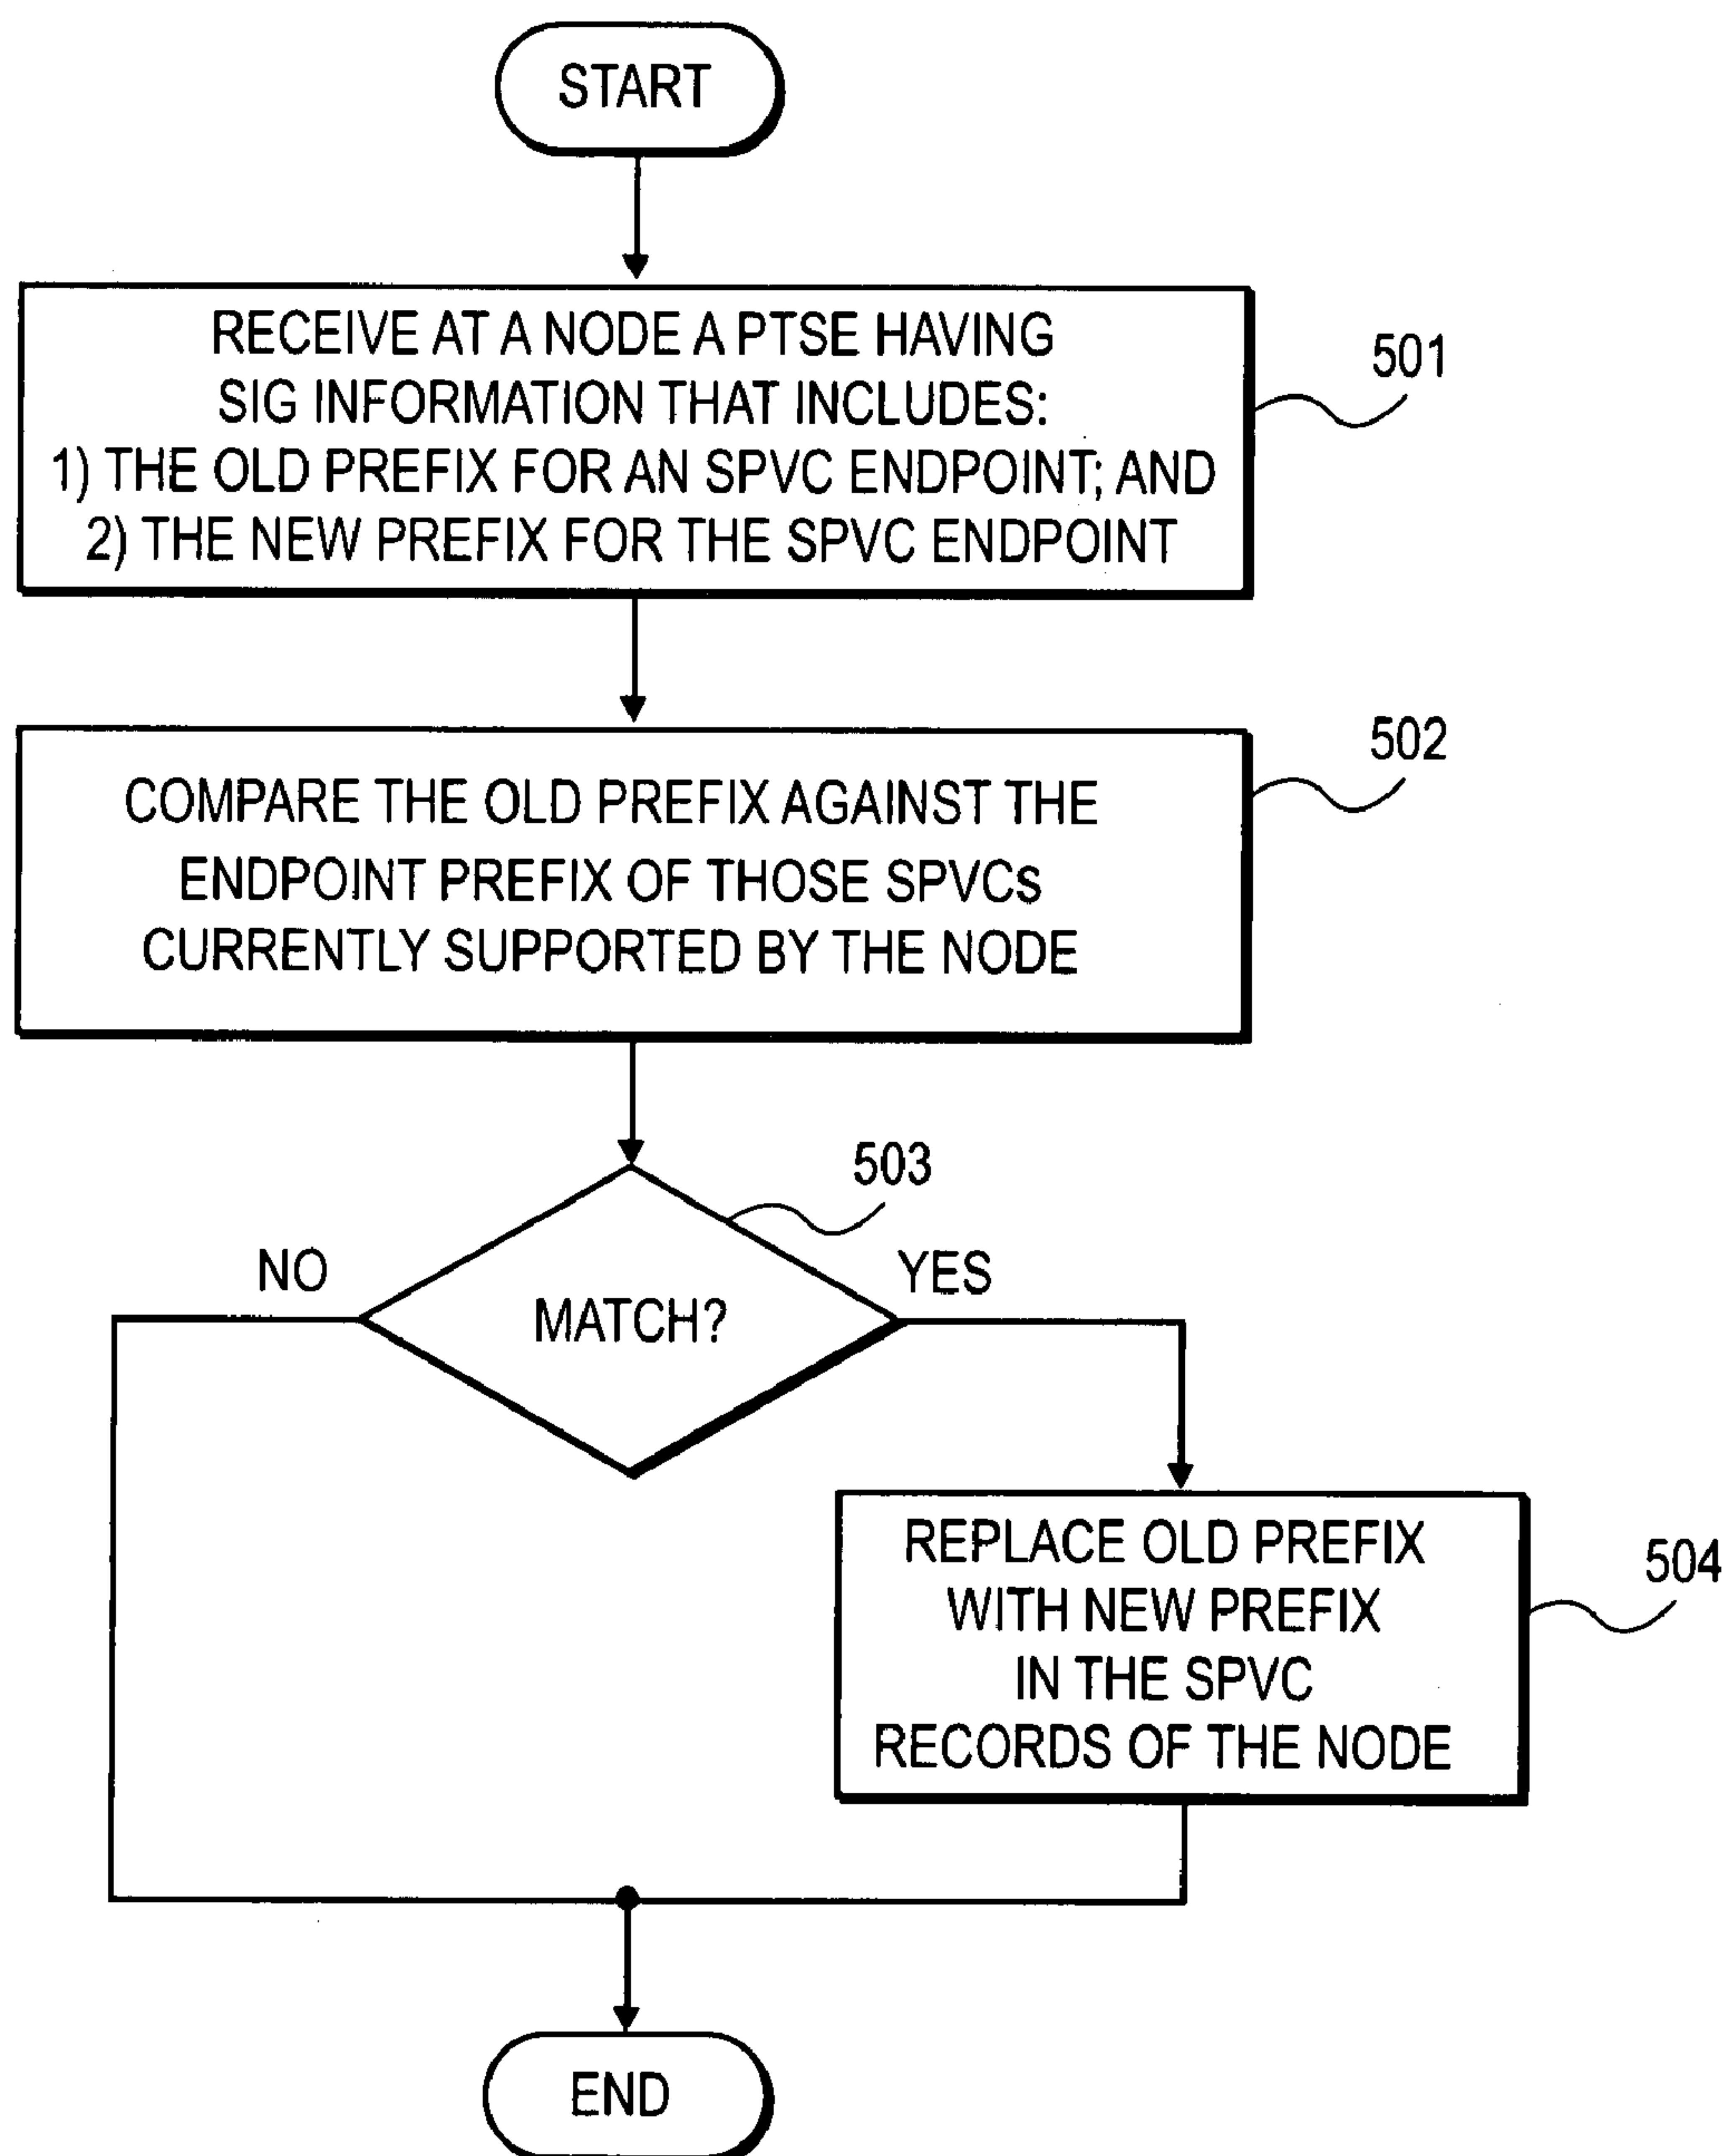 START
RECEIVE AT A NODE A PTSE HAVING
SIG INFORMATION THAT INCLUDES:
1) THE OLD PREFIX FOR AN SPVC ENDPOINT; AND
2) THE NEW PREFIX FOR THE SPVC ENDPOINT
501
COMPARE THE OLD PREFIX AGAINST THE
ENDPOINT PREFIX OF THOSE SPVCs
CURRENTLY SUPPORTED BY THE NODE
502
503
NO
MATCH?
YES
REPLACE OLD PREFIX
WITH NEW PREFIX
IN THE SPVC
RECORDS OF THE NODE
504
END